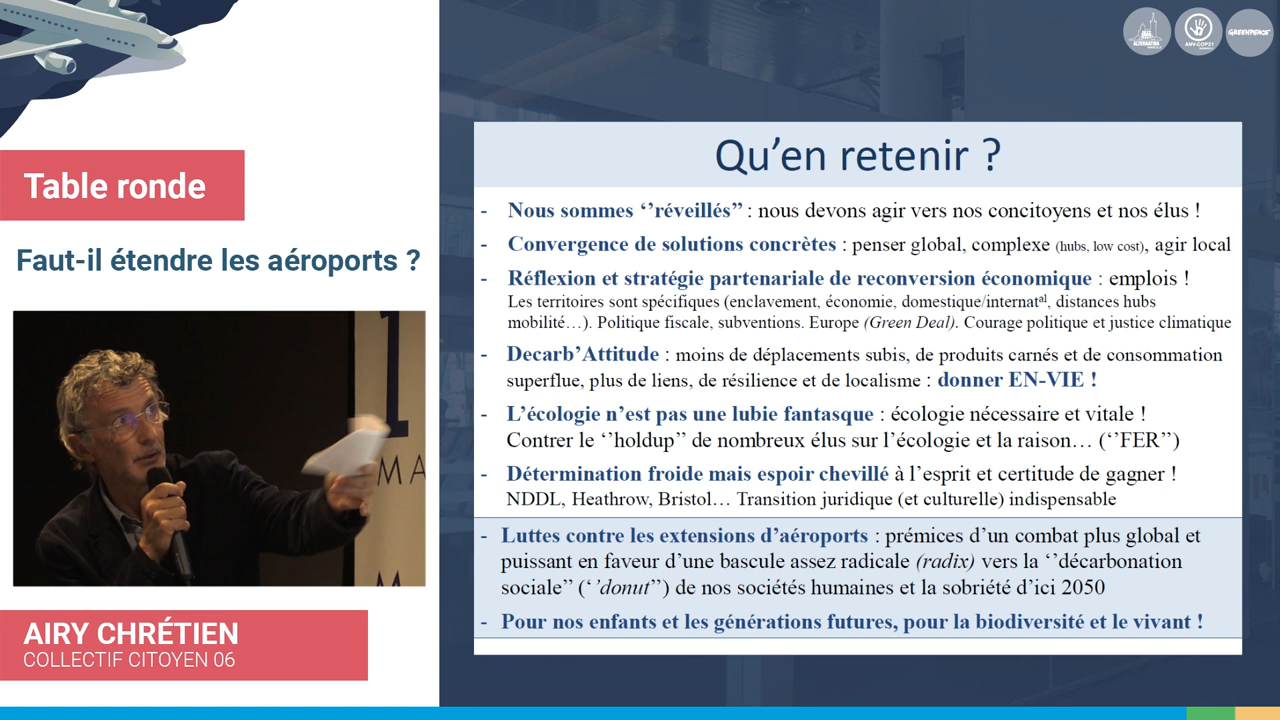 ALTERNATIBA
ANV-COP21
GREENPEACE
Table ronde
Faut-il étendre les aéroports ?
1
MA
M
AIRY CHRÉTIEN
COLLECTIF CITOYEN 06
Qu’en retenir ?
- Nous sommes ‘’réveillés’’ : nous devons agir vers nos concitoyens et nos élus !
- Convergence de solutions concrètes : penser global, complexe (hubs, low cost), agir local
- Réflexion et stratégie partenariale de reconversion économique : emplois !
Les territoires sont spécifiques (enclavement, économie, domestique/internatal, distances hubs
mobilité…). Politique fiscale, subventions. Europe (Green Deal). Courage politique et justice climatique
- Decarb’Attitude : moins de déplacements subis, de produits carnés et de consommation
superflue, plus de liens, de résilience et de localisme : donner EN-VIE !
- L’écologie n’est pas une lubie fantasque : écologie nécessaire et vitale !
Contrer le ‘’holdup’’ de nombreux élus sur l’écologie et la raison… (‘’FER’’)
- Détermination froide mais espoir chevillé à l’esprit et certitude de gagner !
NDDL, Heathrow, Bristol… Transition juridique (et culturelle) indispensable
- Luttes contre les extensions d’aéroports : prémices d’un combat plus global et
puissant en faveur d’une bascule assez radicale (radix) vers la ‘’décarbonation
sociale’’ (‘’donut’’) de nos sociétés humaines et la sobriété d’ici 2050
- Pour nos enfants et les générations futures, pour la biodiversité et le vivant !